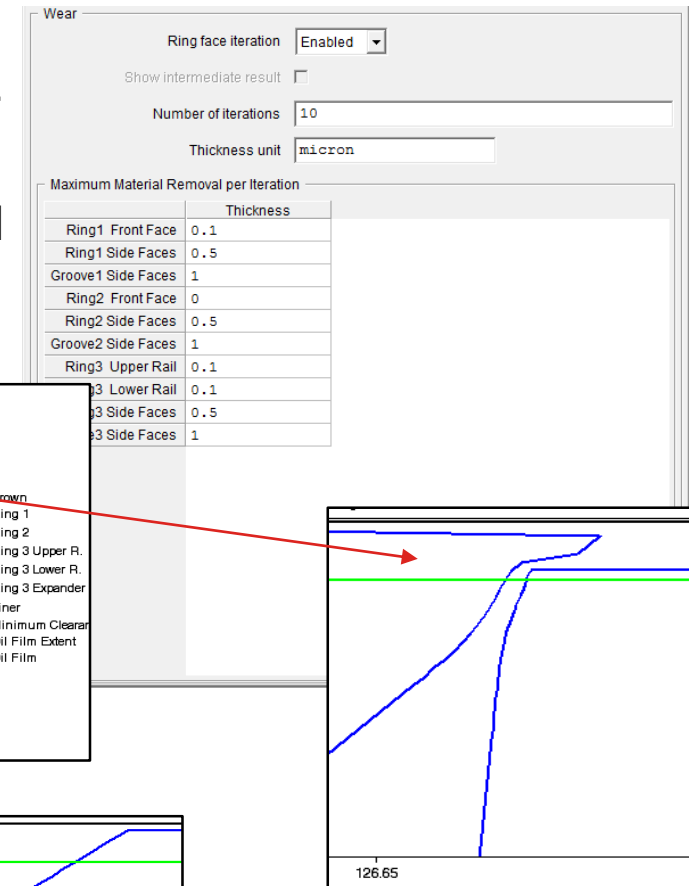 Wear
Ring face iteration Enabled
Show intermediate result
Number of iterations 10
Thickness unit micron
Maximum Material Removal per Iteration
Thickness
Ring1 Front Face 0.1
Ring1 Side Faces 0.5
Groove1 Side Faces 1
Ring2 Front Face 0
Ring2 Side Faces 0.5
Groove2 Side Faces 1
Ring3 Upper Rail 0.1
g3 Lower Rail 0.1
g3 Side Faces 0.5
e3 Side Faces 1
rown
ing 1
ing 2
ing 3 Upper R.
ing 3 Lower R.
ing 3 Expander
iner
linimum Clearan
il Film Extent
il Film
126.65